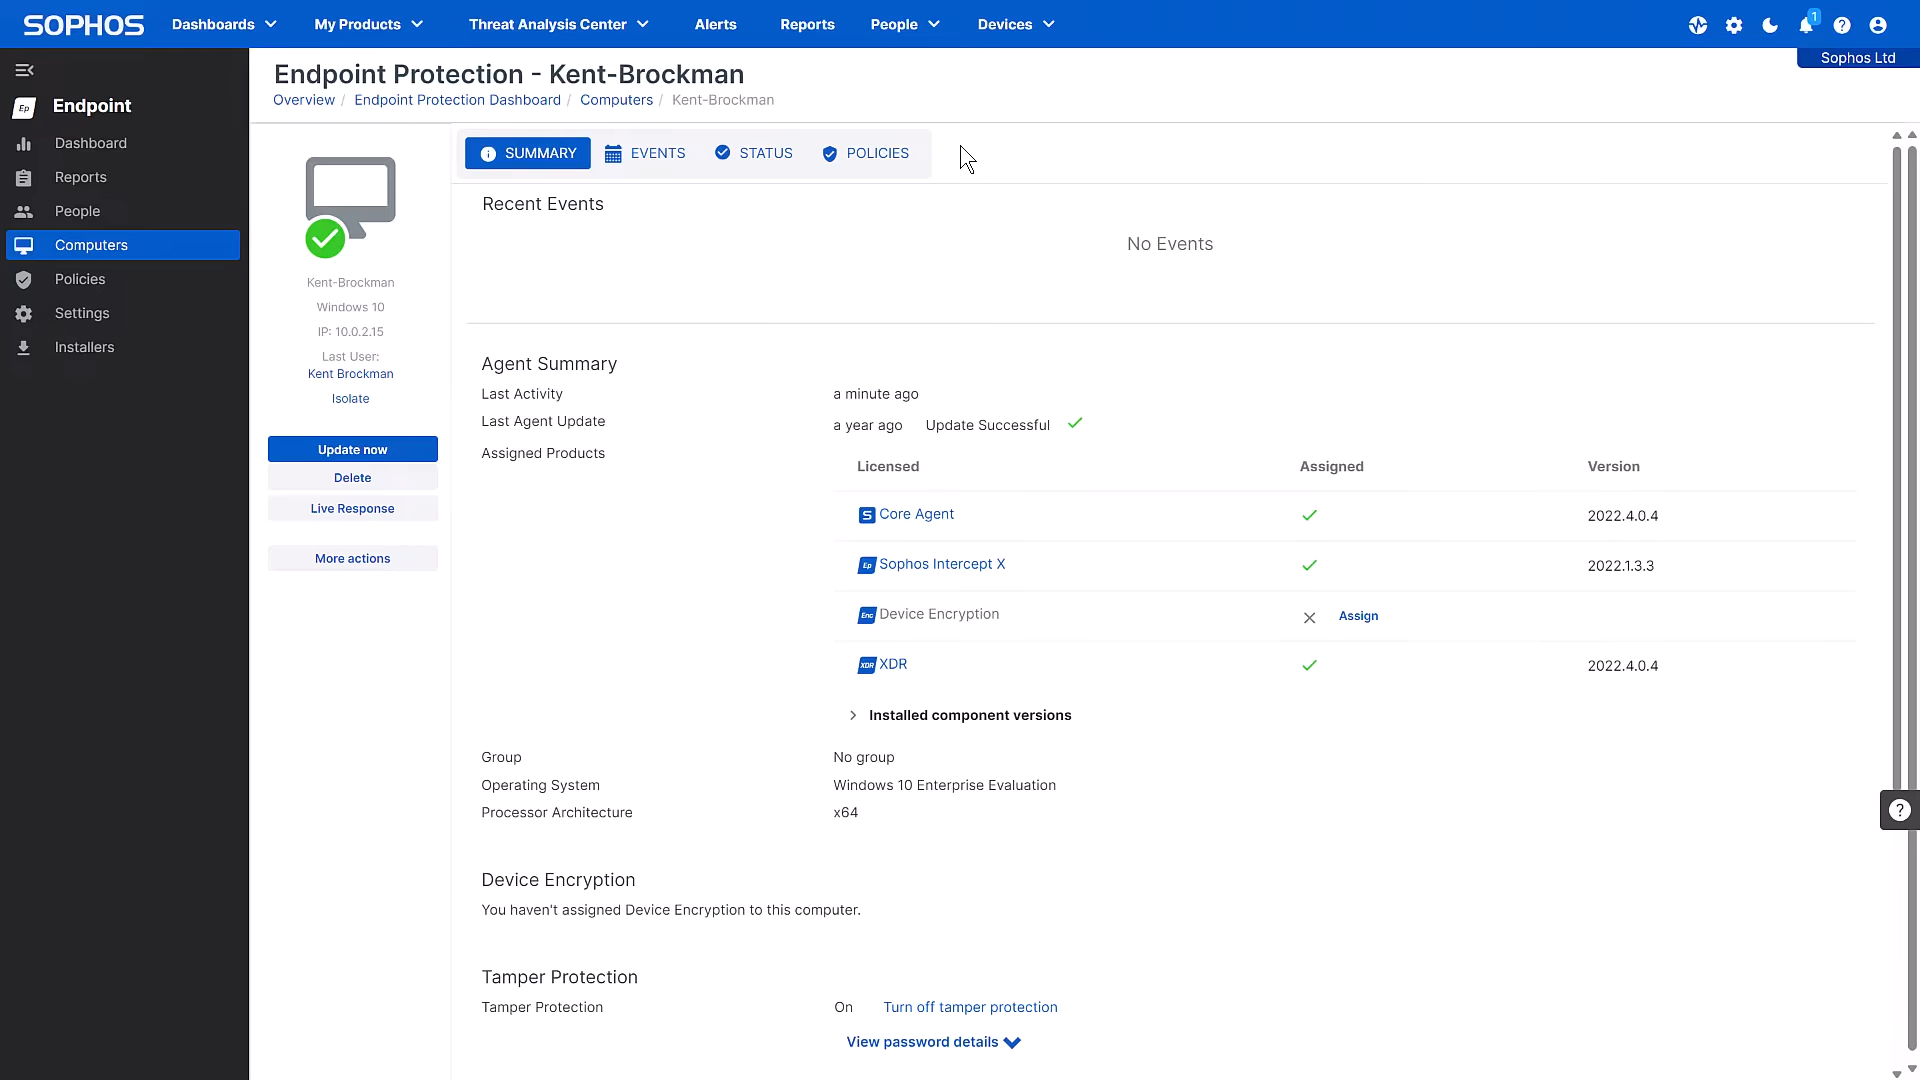 SOPHOS
Dashboards
My Products
Threat Analysis Center
Alerts
Reports
People
Devices
1
Sophos Ltd
Endpoint
Dashboard
Reports
People
Computers
Policies
Settings
Installers
Endpoint Protection - Kent-Brockman
Overview / Endpoint Protection Dashboard / Computers / Kent-Brockman
Kent-Brockman
Windows 10
IP: 10.0.2.15
Last User:
Kent Brockman
Isolate
Update now
Delete
Live Response
More actions
SUMMARY
EVENTS
STATUS
POLICIES
Recent Events
No Events
Agent Summary
Last Activity a minute ago
Last Agent Update a year ago Update Successful
Assigned Products
Licensed Assigned Version
S Core Agent 2022.4.0.4
Ep Sophos Intercept X 2022.1.3.3
Enc Device Encryption Assign
XDR XDR 2022.4.0.4
Installed component versions
Group No group
Operating System Windows 10 Enterprise Evaluation
Processor Architecture x64
Device Encryption
You haven't assigned Device Encryption to this computer.
Tamper Protection
Tamper Protection On Turn off tamper protection
View password details